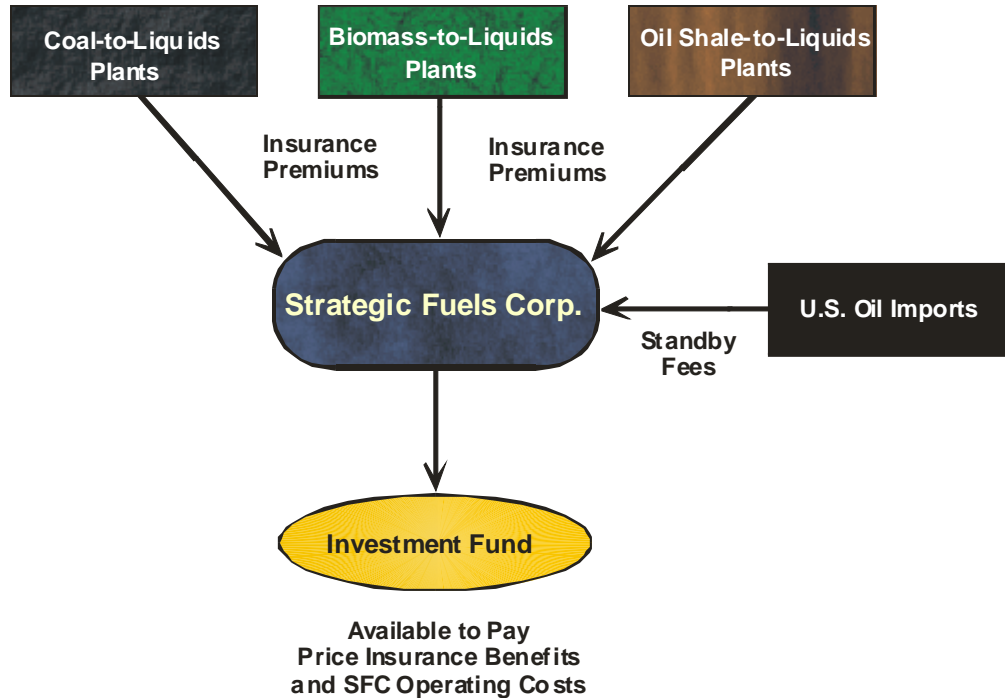 Coal-to-Liquids
Plants
Biomass-to-Liquids
Plants
Oil Shale-to-Liquids
Plants
Insurance
Premiums
Insurance
Premiums
Strategic Fuels Corp.
U.S. Oil Imports
Standby
Fees
Investment Fund
Available to Pay
Price Insurance Benefits
and SFC Operating Costs